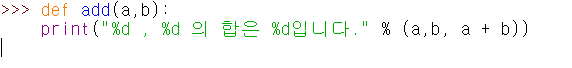 >>> def add(a,b):
print("%d , %d 의 합은 %d입니다." % (a,b, a + b))